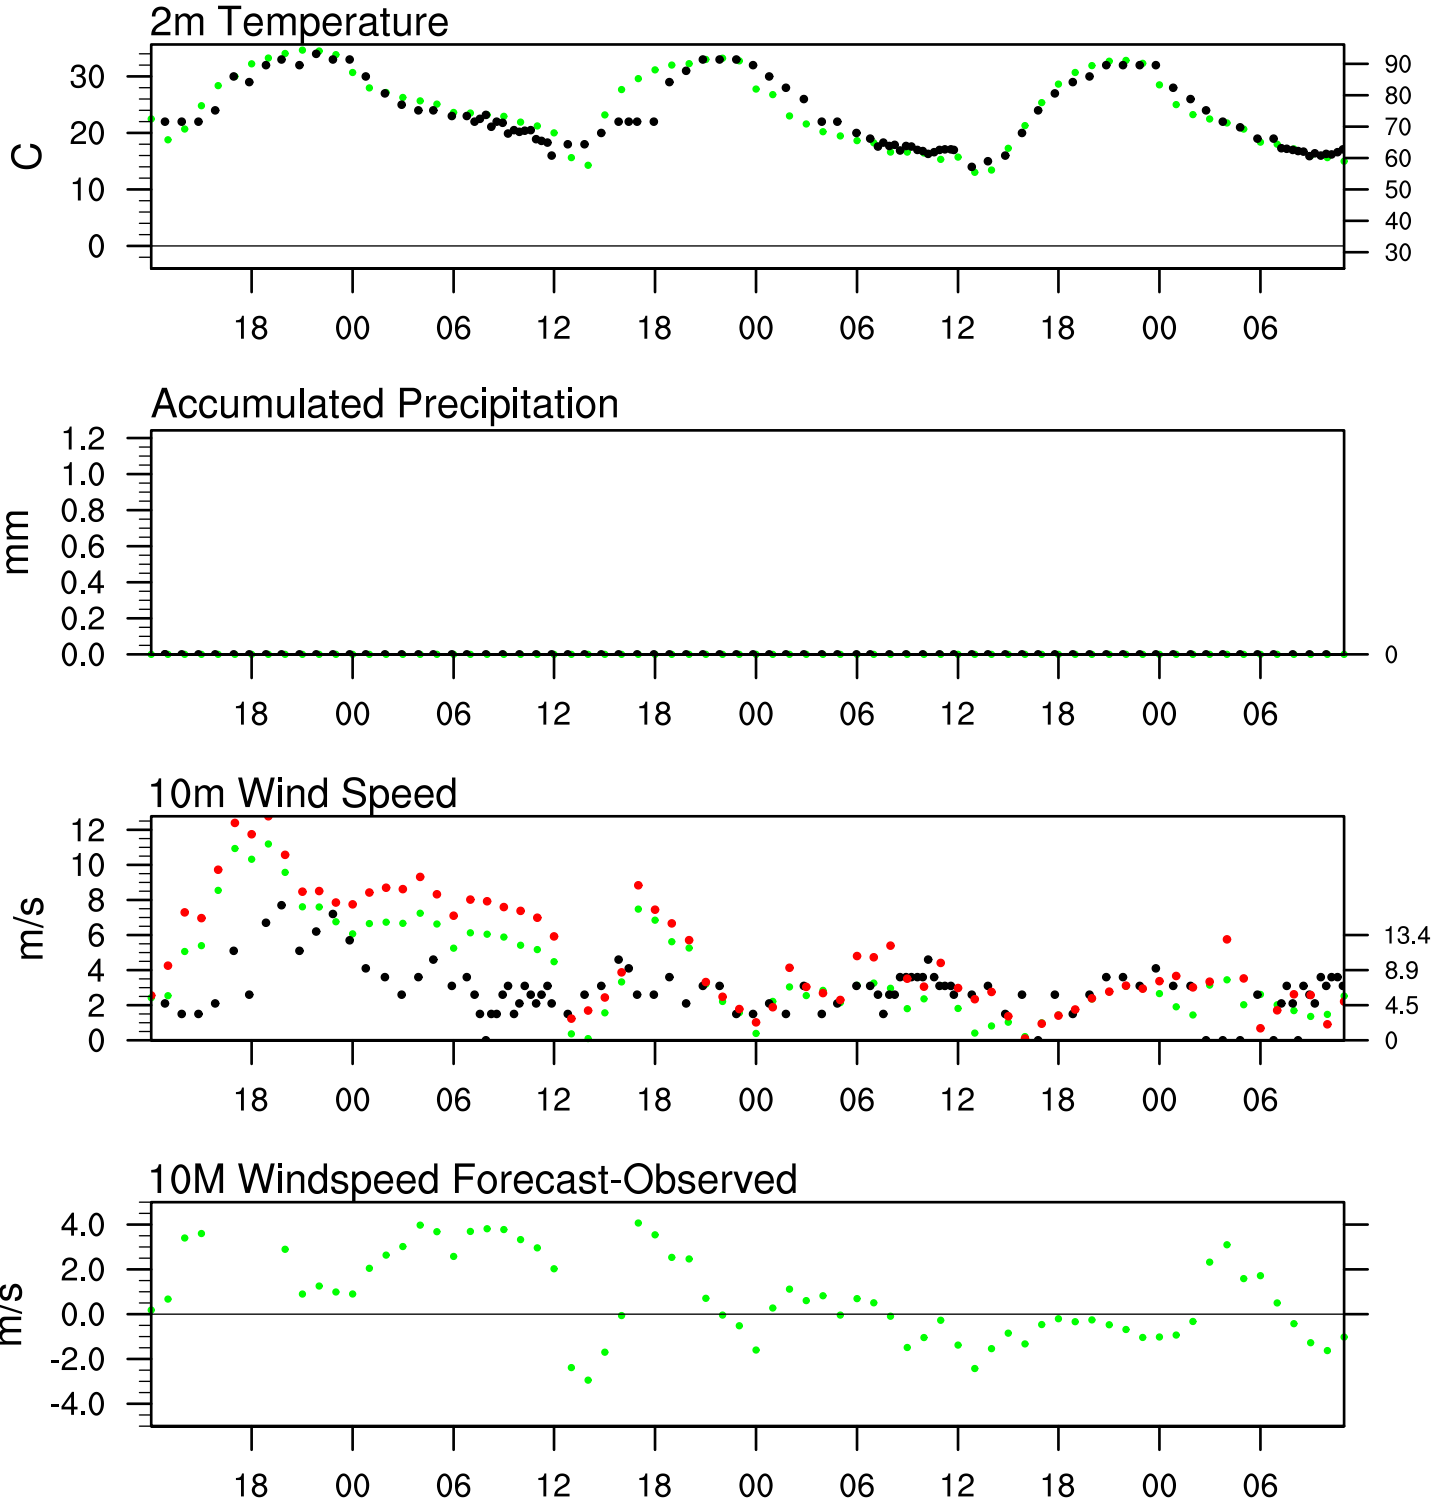 2m Temperature
30
20
10
0
C
90
80
70
60
50
40
30
18 00 06 12 18 00 06 12 18 00 06
Accumulated Precipitation
1.2
1.0
0.8
0.6
0.4
0.2
0.0
mm
0
18 00 06 12 18 00 06 12 18 00 06
10m Wind Speed
12
10
8
6
4
2
0
m/s
13.4
8.9
4.5
0
18 00 06 12 18 00 06 12 18 00 06
10M Windspeed Forecast-Observed
4.0
2.0
0.0
-2.0
-4.0
m/s
18 00 06 12 18 00 06 12 18 00 06